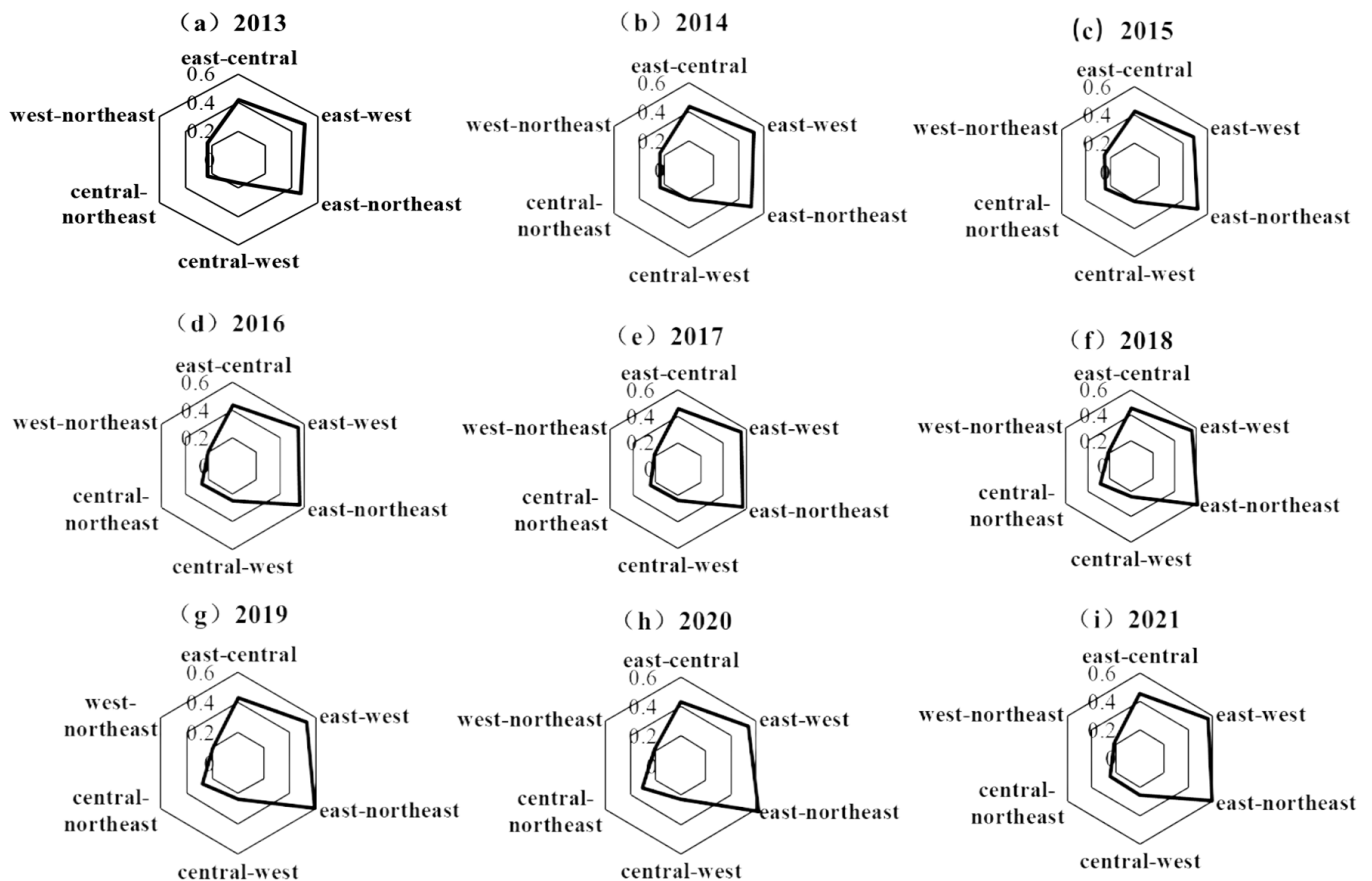 （a）2013
east-central
0.6
west-northeast
0.4
east-west
0.2
0
central-
northeast
east-northeast
central-west
（b）2014
east-central
0.6
west-northeast
0.4
east-west
0.2
0
central-
northeast
east-northeast
central-west
(c) 2015
east-central
0.6
west-northeast
0.4
east-west
0.2
0
central-
northeast
east-northeast
central-west
（d）2016
east-central
0.6
west-northeast
0.4
east-west
0.2
0
central-
northeast
east-northeast
central-west
（e）2017
east-central
0.6
west-northeast
0.4
east-west
0.2
0
central-
northeast
east-northeast
central-west
（f）2018
east-central
0.6
west-northeast
0.4
east-west
0.2
0
central-
northeast
east-northeast
central-west
（g）2019
east-central
0.6
west-
northeast
0.4
east-west
0.2
0
central-
northeast
east-northeast
central-west
（h）2020
east-central
0.6
west-northeast
0.4
east-west
0.2
0
central-
northeast
east-northeast
central-west
（i）2021
east-central
0.6
west-northeast
0.4
east-west
0.2
0
central-
northeast
east-northeast
central-west